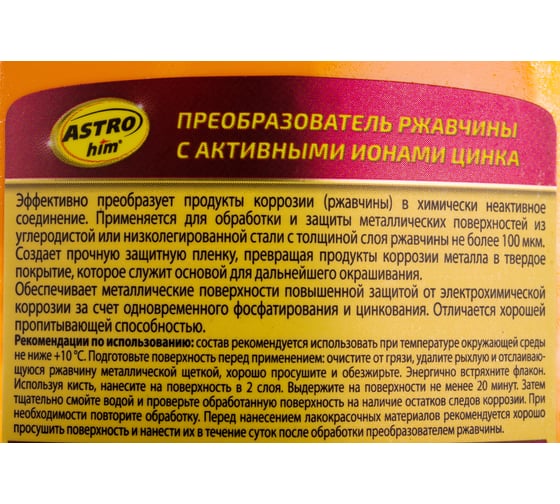 ASTRO
him®
ПРЕОБРАЗОВАТЕЛЬ РЖАВЧИНЫ
С АКТИВНЫМИ ИОНАМИ ЦИНКА
Эффективно преобразует продукты коррозии (ржавчины) в химически неактивное
соединение. Применяется для обработки и защиты металлических поверхностей из
углеродистой или низколегированной стали с толщиной слоя ржавчины не более 100 мкм.
Создает прочную защитную пленку, превращая продукты коррозии металла в твердое
покрытие, которое служит основой для дальнейшего окрашивания.
Обеспечивает металлические поверхности повышенной защитой от электрохимической
коррозии за счет одновременного фосфатирования и цинкования. Отличается хорошей
пропитывающей способностью.
Рекомендации по использованию: состав рекомендуется использовать при температуре окружающей среды
не ниже +10 °С. Подготовьте поверхность перед применением: очистите от грязи, удалите рыхлую и отслаиваю-
щуюся ржавчину металлической щеткой, хорошо просушите и обезжирьте. Энергично встряхните флакон.
Используя кисть, нанесите на поверхность в 2 слоя. Выдержите на поверхности не менее 20 минут. Затем
тщательно смойте водой и проверьте обработанную поверхность на наличие остатков следов коррозии. При
необходимости повторите обработку. Перед нанесением лакокрасочных материалов рекомендуется хорошо
просушить поверхность и нанести их в течение суток после обработки преобразователем ржавчины.